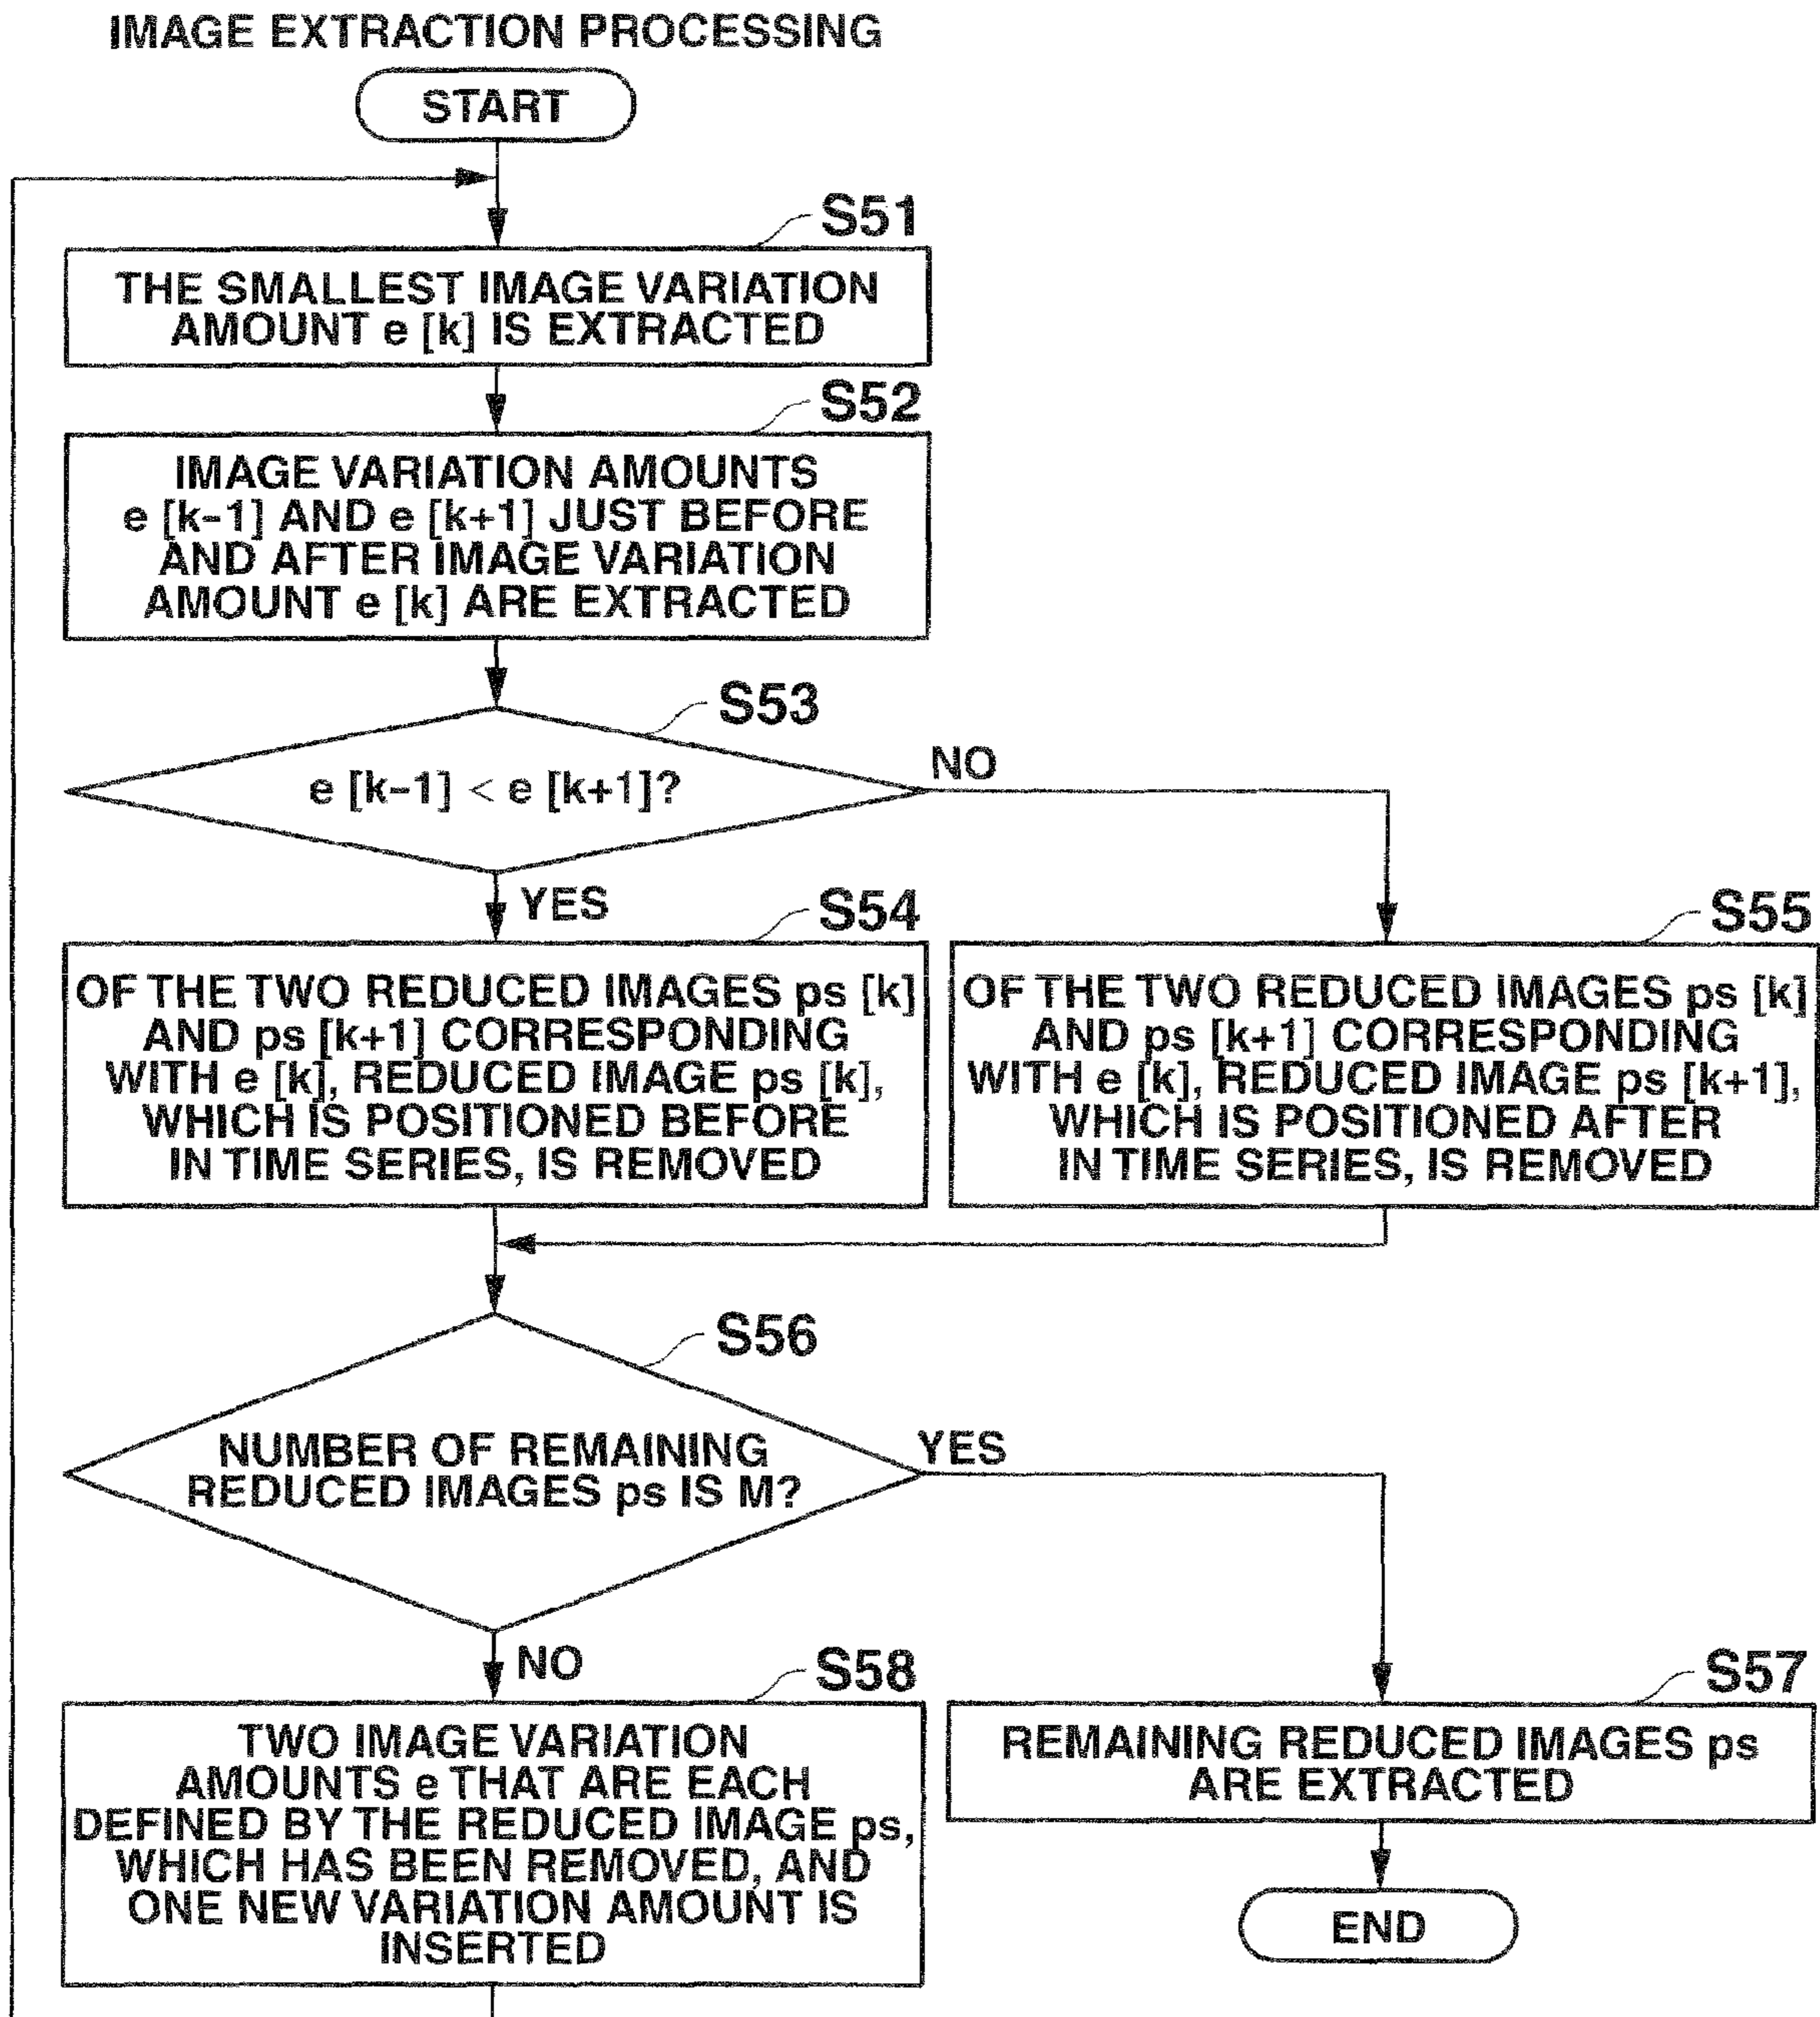 IMAGE EXTRACTION PROCESSING
START
S51
THE SMALLEST IMAGE VARIATION
AMOUNT e [k] IS EXTRACTED
S52
IMAGE VARIATION AMOUNTS
e [k-1] AND e [k+1] JUST BEFORE
AND AFTER IMAGE VARIATION
AMOUNT e [k] ARE EXTRACTED
S53
e [k-1] < e [k+1]?
NO
YES
S54
OF THE TWO REDUCED IMAGES ps [k]
AND ps [k+1] CORRESPONDING
WITH e [k], REDUCED IMAGE ps [k],
WHICH IS POSITIONED BEFORE
IN TIME SERIES, IS REMOVED
S55
OF THE TWO REDUCED IMAGES ps [k]
AND ps [k+1] CORRESPONDING
WITH e [k], REDUCED IMAGE ps [k+1],
WHICH IS POSITIONED AFTER
IN TIME SERIES, IS REMOVED
S56
NUMBER OF REMAINING
REDUCED IMAGES ps IS M?
YES
NO
S58
TWO IMAGE VARIATION
AMOUNTS e THAT ARE EACH
DEFINED BY THE REDUCED IMAGE ps,
WHICH HAS BEEN REMOVED, AND
ONE NEW VARIATION AMOUNT IS
INSERTED
S57
REMAINING REDUCED IMAGES ps
ARE EXTRACTED
END